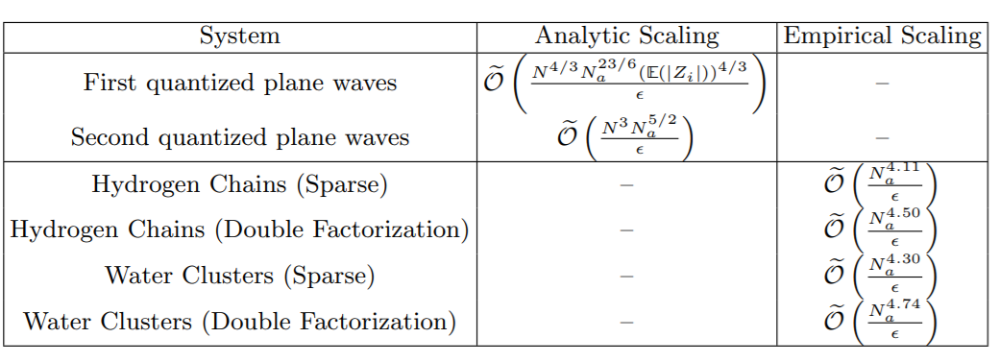 System Analytic Scaling Empirical Scaling
First quantized plane waves $\widetilde{\mathcal{O}}\left(\frac{N^{4/3}N_a^{23/6}(\mathbb{E}(|Z_i|))^{4/3}}{\epsilon}\right)$ –
Second quantized plane waves $\widetilde{\mathcal{O}}\left(\frac{N^3N_a^{5/2}}{\epsilon}\right)$ –
Hydrogen Chains (Sparse) – $\widetilde{\mathcal{O}}\left(\frac{N_a^{4.11}}{\epsilon}\right)$
Hydrogen Chains (Double Factorization) – $\widetilde{\mathcal{O}}\left(\frac{N_a^{4.50}}{\epsilon}\right)$
Water Clusters (Sparse) – $\widetilde{\mathcal{O}}\left(\frac{N_a^{4.30}}{\epsilon}\right)$
Water Clusters (Double Factorization) – $\widetilde{\mathcal{O}}\left(\frac{N_a^{4.74}}{\epsilon}\right)$